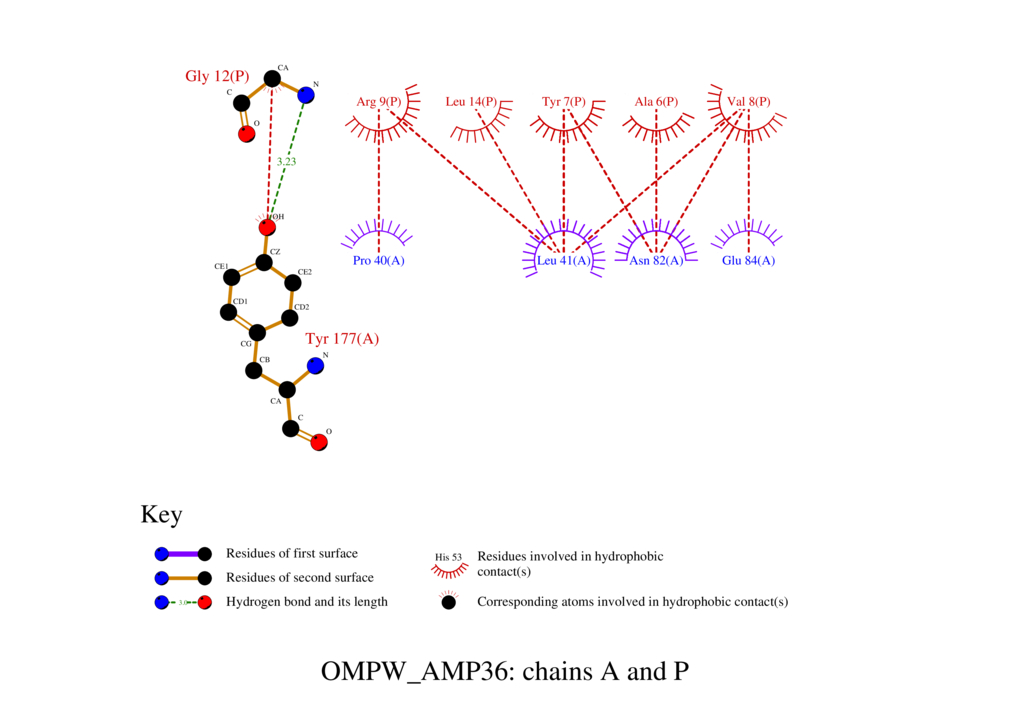 CA
Gly 12(P)
N
C
O
Arg 9(P) Leu 14(P) Tyr 7(P) Ala 6(P) Val 8(P)
3.23
OH
CZ
Pro 40(A) Leu 41(A) Asn 82(A) Glu 84(A)
CE1
CE2
CD1
CD2
Tyr 177(A)
CG
N
CB
CA
C
O
Key
Residues of first surface
His 53 Residues involved in hydrophobic
contact(s)
Residues of second surface
3.0 Hydrogen bond and its length
Corresponding atoms involved in hydrophobic contact(s)
OMPW_AMP36: chains A and P